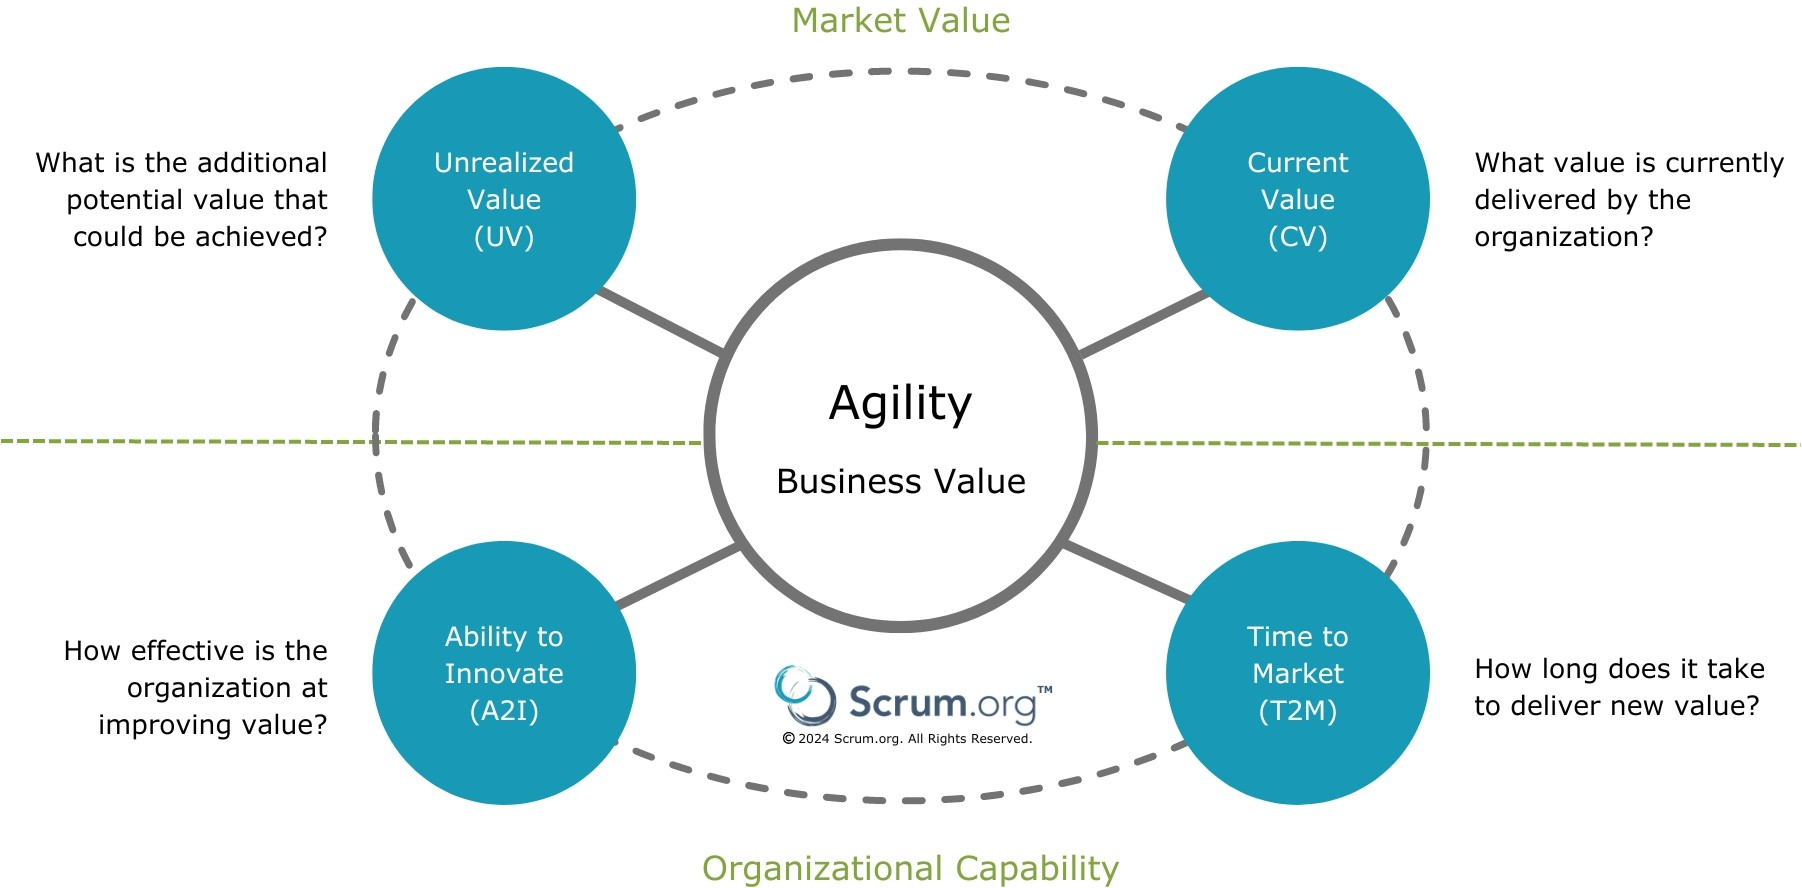 Market Value
What is the additional
potential value that
could be achieved?
Unrealized
Value
(UV)
Current
Value
(CV)
What value is currently
delivered by the
organization?
Agility
Business Value
How effective is the
organization at
improving value?
Ability to
Innovate
(A2I)
Scrum.org™
© 2024 Scrum.org. All Rights Reserved.
Time to
Market
(T2M)
How long does it take
to deliver new value?
Organizational Capability